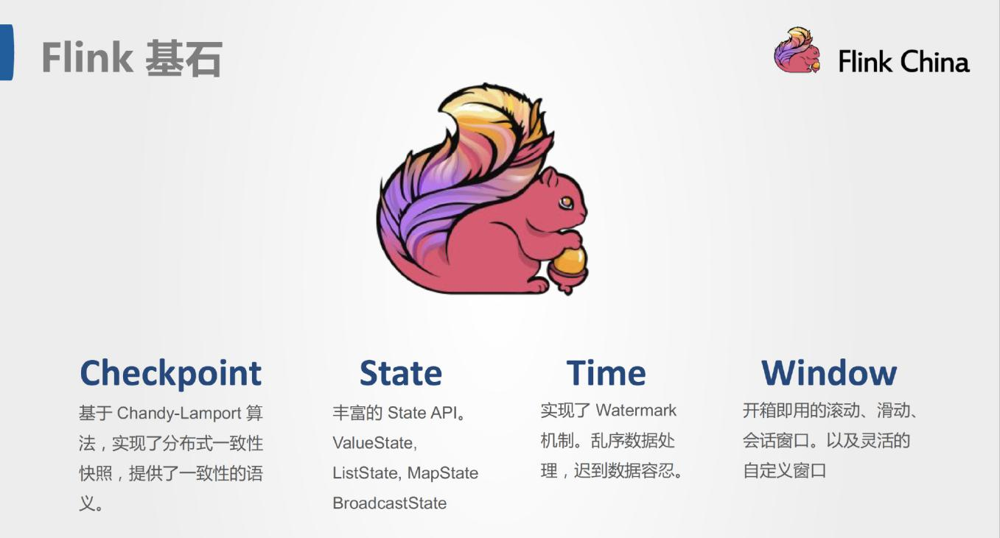 Flink 基石
Flink China
Checkpoint
基于 Chandy-Lamport 算
法，实现了分布式一致性
快照，提供了一致性的语
义。
State
丰富的 State API。
ValueState,
ListState, MapState
BroadcastState
Time
实现了 Watermark
机制。乱序数据处
理，迟到数据容忍。
Window
开箱即用的滚动、滑动、
会话窗口。以及灵活的
自定义窗口